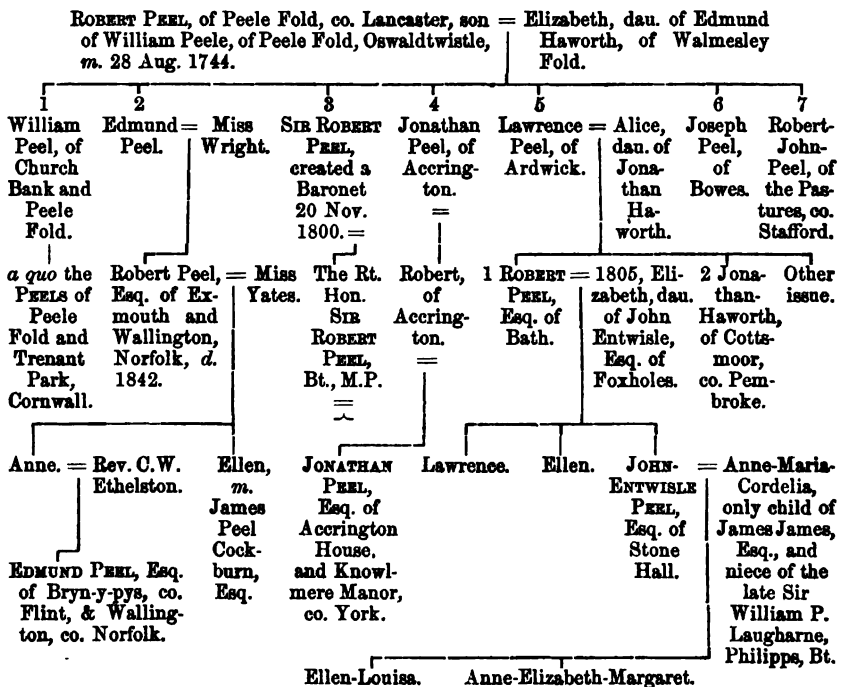 ROBERT PEEL, of Peele Fold, co. Lancaster, son
of William Peele, of Peele Fold, Oswaldtwistle,
m. 28 Aug. 1744.
=
Elizabeth, dau. of Edmund
Haworth, of Walmesley
Fold.
1
William
Peel, of
Church
Bank and
Peele
Fold.
2
Edmund
Peel.
=
Miss
Wright.
3
SIR ROBERT
PEEL,
created a
Baronet
20 Nov.
1800. =
4
Jonathan
Peel, of
Accring-
ton.
=
5
Lawrence
Peel, of
Ardwick.
=
Alice,
dau. of
Jona-
than
Ha-
worth.
6
Joseph
Peel,
of
Bowes.
7
Robert-
John-
Peel, of
the Pas-
tures, co.
Stafford.
a quo the
PEELS of
Peele
Fold and
Trenant
Park,
Cornwall.
Robert Peel,
Esq. of Ex-
mouth and
Wallington,
Norfolk, d.
1842.
=
Miss
Yates.
The Rt.
Hon.
SIR
ROBERT
PEEL,
Bt., M.P.
=
Robert,
of
Accring-
ton.
=
1 ROBERT
PEEL,
Esq. of
Bath.
=
1805, Eli-
zabeth, dau.
of John
Entwisle,
Esq. of
Foxholes.
2 Jona-
than-
Haworth,
of Cotts-
moor,
co. Pem-
broke.
Other
issue.
Anne.
=
Rev. C. W.
Ethelston.
Ellen,
m.
James
Peel
Cock-
burn,
Esq.
JONATHAN
PEEL,
Esq. of
Accrington
House,
and Knowl-
mere Manor,
co. York.
Lawrence.
Ellen.
JOHN-
ENTWISLE
PEEL,
Esq. of
Stone
Hall.
=
Anne-Maria-
Cordelia,
only child of
James James,
Esq., and
niece of the
late Sir
William P.
Laugharne,
Philipps, Bt.
EDMUND PEEL, Esq.
of Bryn-y-pys, co.
Flint, & Walling-
ton, co. Norfolk.
Ellen-Louisa.
Anne-Elizabeth-Margaret.